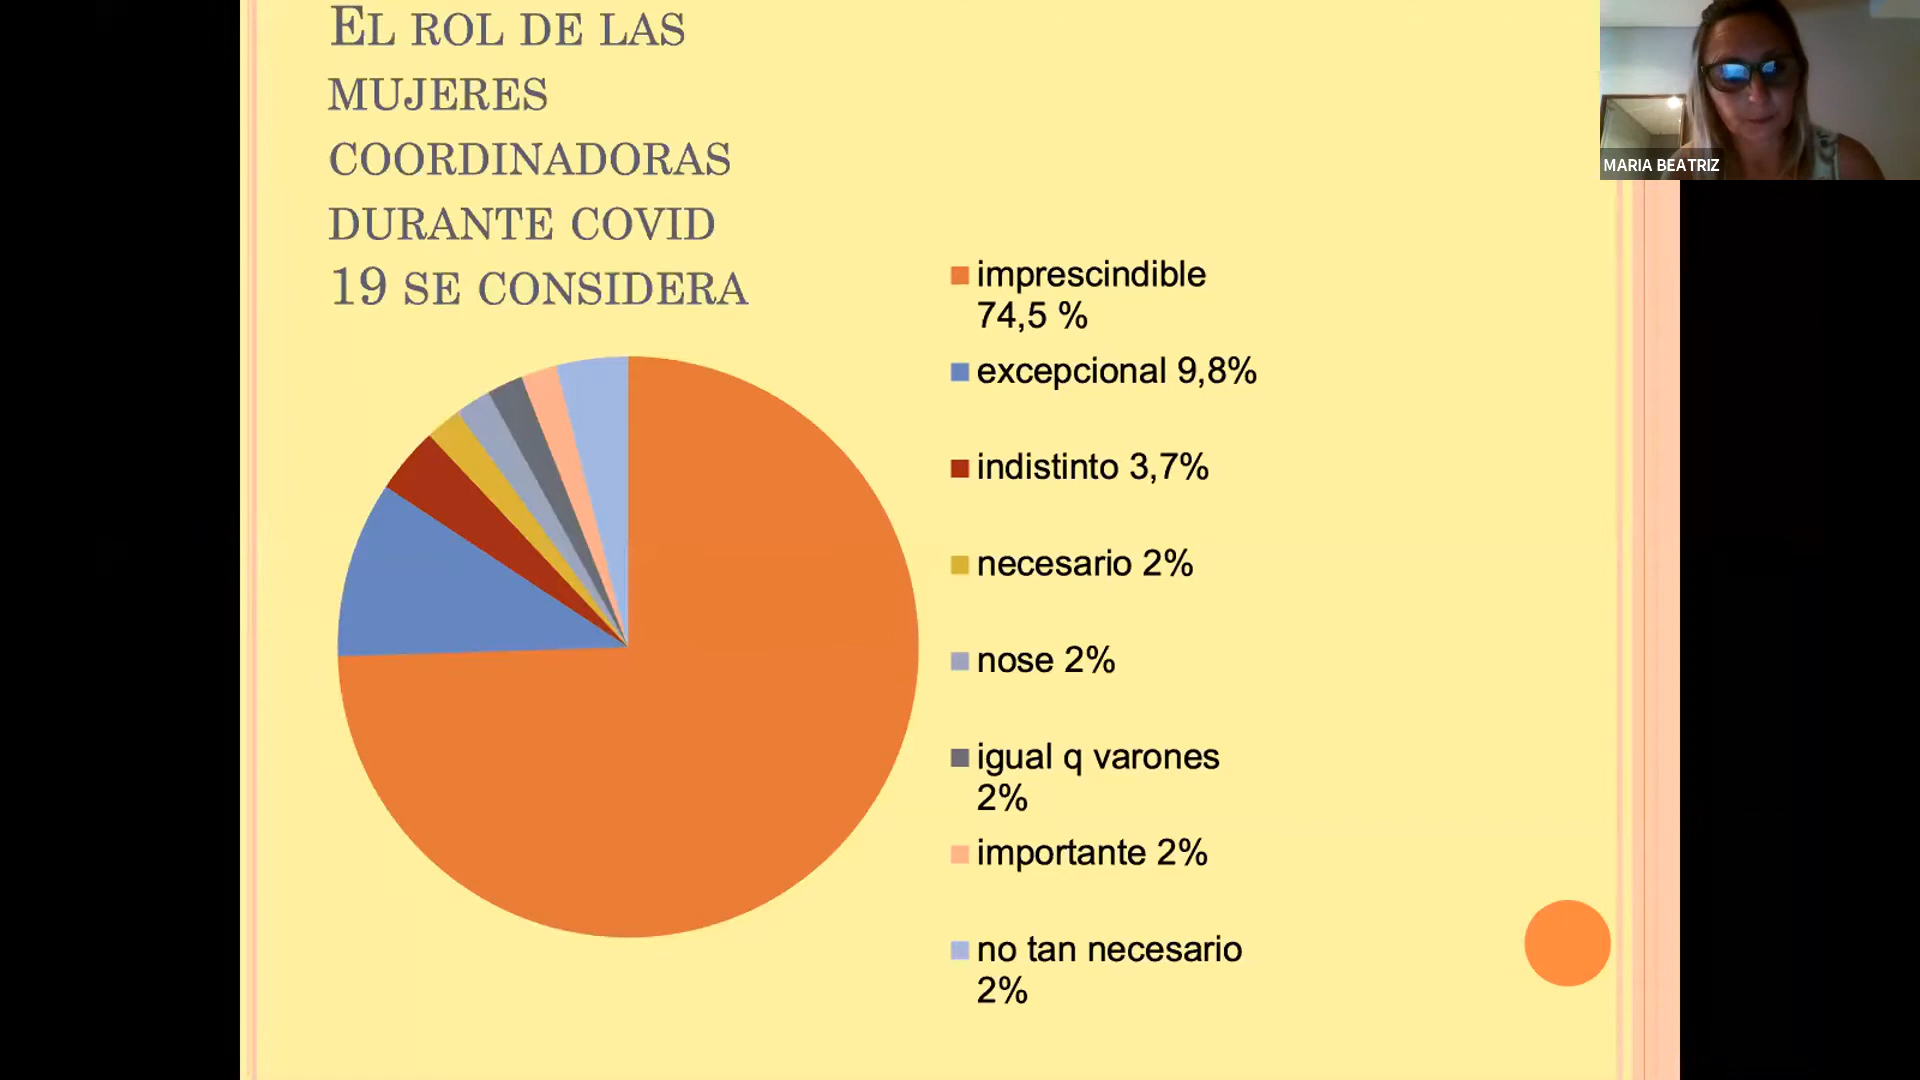 El rol de las
mujeres
coordinadoras
durante covid
19 se considera
MARIA BEATRIZ
imprescindible
74,5 %
excepcional 9,8%
indistinto 3,7%
necesario 2%
nose 2%
igual q varones
2%
importante 2%
no tan necesario
2%